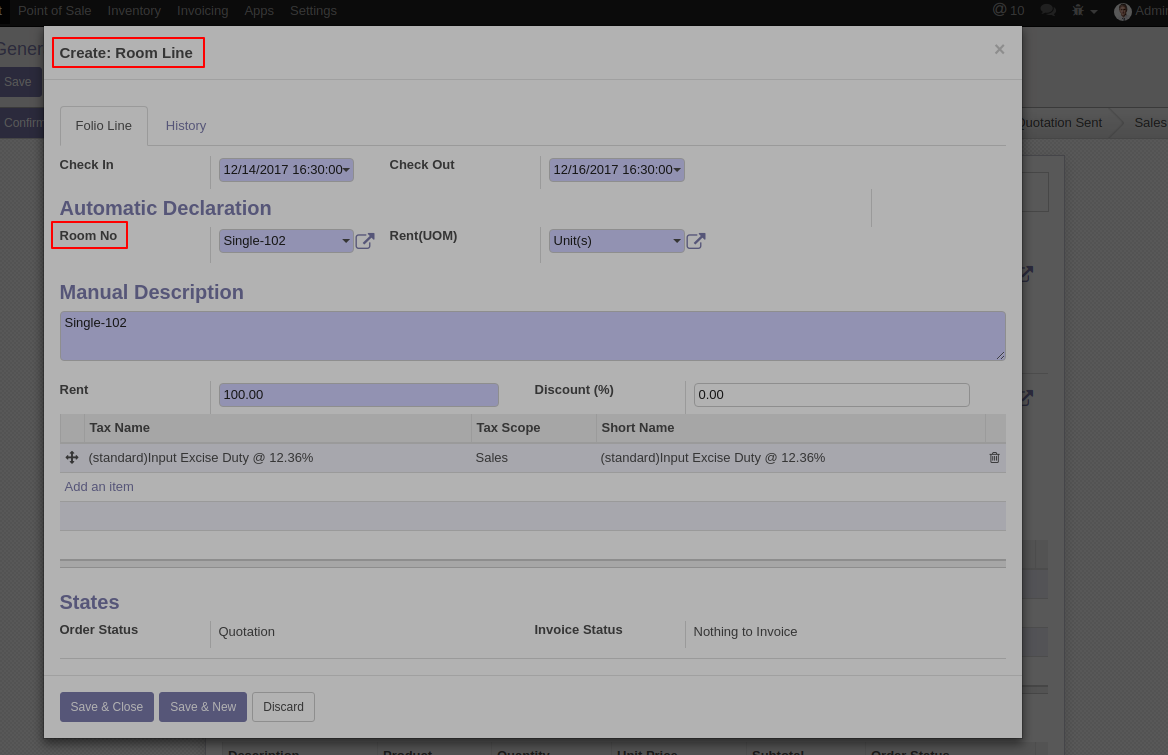 Point of Sale Inventory Invoicing Apps Settings @ 10
Save
Create: Room Line ×
Confirm
Quotation Sent
Folio Line History
Check In 12/14/2017 16:30:00 Check Out 12/16/2017 16:30:00
Automatic Declaration
Room No Single-102 Rent(UOM) Unit(s)
Manual Description
Single-102
Rent 100.00 Discount (%) 0.00
Tax Name Tax Scope Short Name
(standard)Input Excise Duty @ 12.36% Sales (standard)Input Excise Duty @ 12.36%
Add an item
States
Order Status Quotation Invoice Status Nothing to Invoice
Save & Close Save & New Discard
Description Product Quantity Unit Price Subtotal Order Status